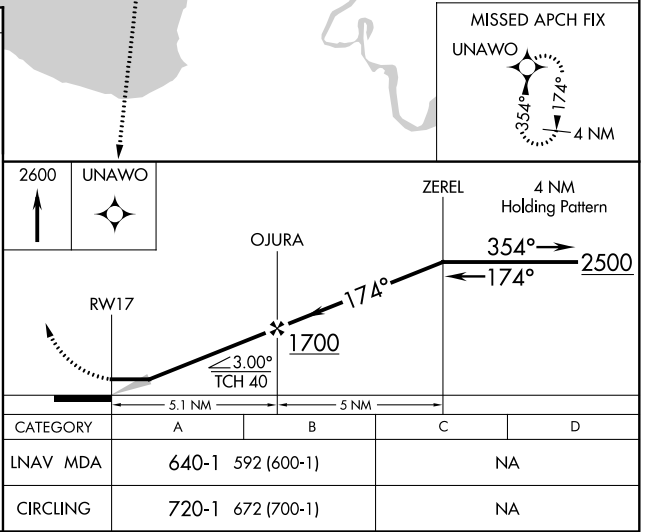 MISSED APCH FIX
UNAWO
354°
174°
4 NM
2600
UNAWO
ZEREL
4 NM
Holding Pattern
OJURA
354°
2500
174°
174°
RW17
1700
3.00°
TCH 40
5.1 NM
5 NM
CATEGORY A B C D
LNAV MDA 640-1 592 (600-1) NA
CIRCLING 720-1 672 (700-1) NA